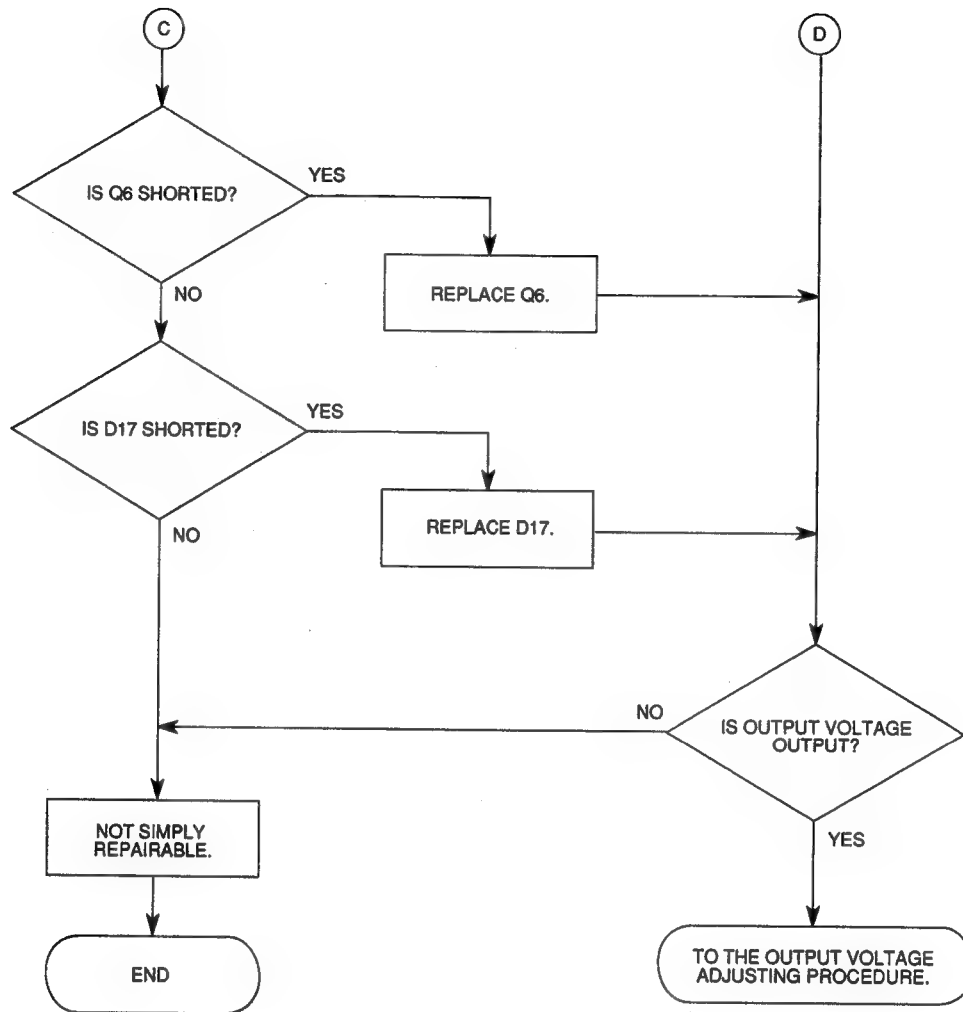 C
D
IS Q6 SHORTED?
YES
NO
REPLACE Q6.
IS D17 SHORTED?
YES
NO
REPLACE D17.
NO
IS OUTPUT VOLTAGE
OUTPUT?
YES
NOT SIMPLY
REPAIRABLE.
END
TO THE OUTPUT VOLTAGE
ADJUSTING PROCEDURE.